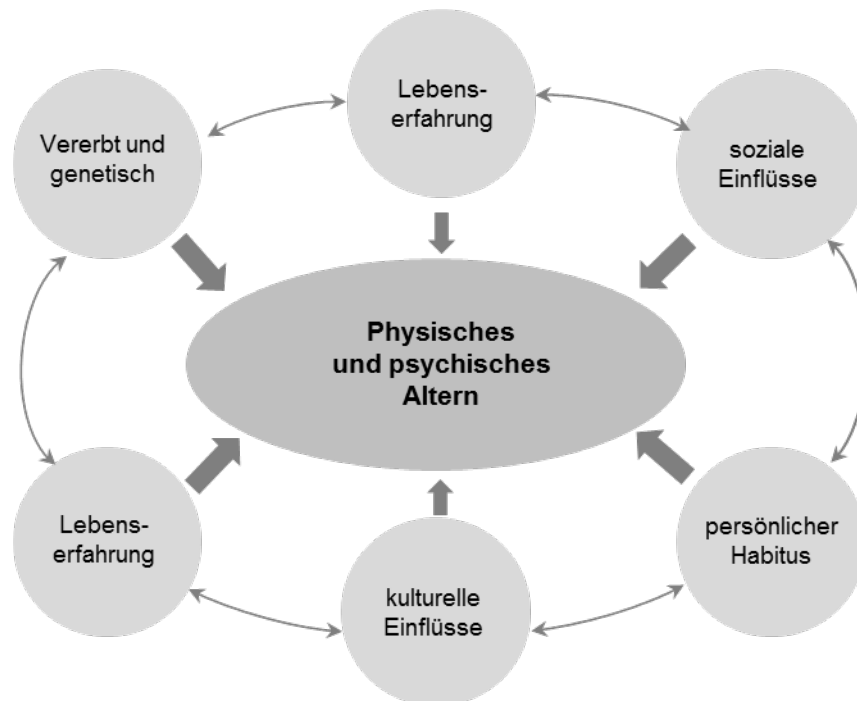 Lebens-
erfahrung
Vererbt und
genetisch
soziale
Einflüsse
Physisches
und psychisches
Altern
Lebens-
erfahrung
kulturelle
Einflüsse
persönlicher
Habitus